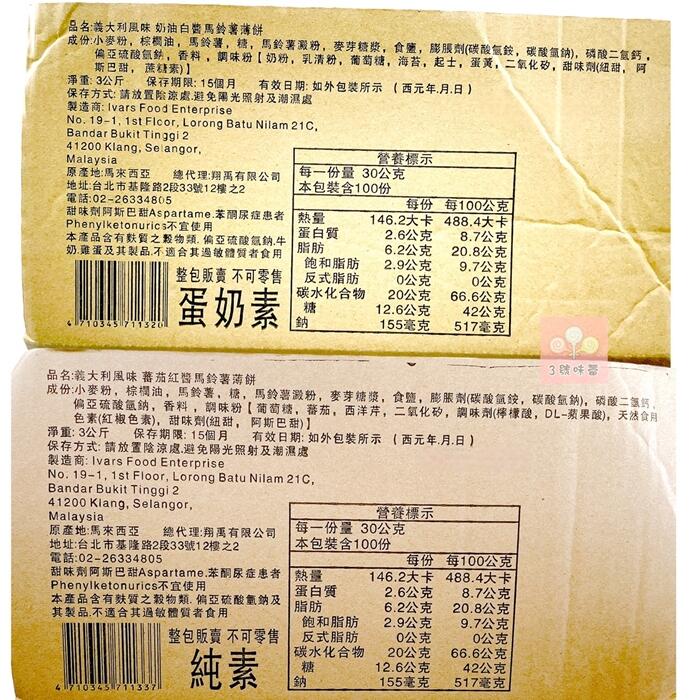 品名:義大利風味 奶油白醬馬鈴薯薄餅
成份:小麥粉, 棕櫚油, 馬鈴薯, 糖, 馬鈴薯澱粉, 麥芽糖漿, 食鹽, 膨脹劑(碳酸氫銨, 碳酸氫鈉), 磷酸二氫鈣,
偏亞硫酸氫鈉, 香料, 調味粉【奶粉, 乳清粉, 葡萄糖, 海苔, 起士, 蛋黃, 二氧化矽, 甜味劑(紐甜, 阿
斯巴甜, 蔗糖素)】
淨重:3公斤 保存期限:15個月 有效日期:如外包裝所示 (西元年.月.日)
保存方式:請放置陰涼處.避免陽光照射及潮濕處
製造商:Ivars Food Enterprise
No. 19-1, 1st Floor, Lorong Batu Nilam 21C,
Bandar Bukit Tinggi 2
41200 Klang, Selangor,
Malaysia
原產地:馬來西亞 總代理:翔禹有限公司
地址:台北市基隆路2段33號12樓之2
電話:02-26334805
甜味劑阿斯巴甜Aspartame.苯酮尿症患者
Phenylketonurics不宜使用
本產品含有麩質之穀物類. 偏亞硫酸氫鈉.牛
奶.雞蛋及其製品.不適合其過敏體質者食用
4 710345 711320
整包販賣 不可零售
蛋奶素
營養標示
每一份量 30公克
本包裝含100份
每份 每100公克
熱量 146.2大卡 488.4大卡
蛋白質 2.6公克 8.7公克
脂肪 6.2公克 20.8公克
飽和脂肪 2.9公克 9.7公克
反式脂肪 0公克 0公克
碳水化合物 20公克 66.6公克
糖 12.6公克 42公克
鈉 155毫克 517毫克
3號味蕾
品名:義大利風味 蕃茄紅醬馬鈴薯薄餅
成份:小麥粉, 棕櫚油, 馬鈴薯, 糖, 馬鈴薯澱粉, 麥芽糖漿, 食鹽, 膨脹劑(碳酸氫銨, 碳酸氫鈉), 磷酸二氫鈣,
偏亞硫酸氫鈉, 香料, 調味粉【葡萄糖, 蕃茄, 西洋芹, 二氧化矽, 調味劑(檸檬酸, DL-蘋果酸), 天然食用
色素(紅椒色素), 甜味劑(紐甜, 阿斯巴甜)】
淨重:3公斤 保存期限:15個月 有效日期:如外包裝所示 (西元年.月.日)
保存方式:請放置陰涼處.避免陽光照射及潮濕處
製造商:Ivars Food Enterprise
No. 19-1, 1st Floor, Lorong Batu Nilam 21C,
Bandar Bukit Tinggi 2
41200 Klang, Selangor,
Malaysia
原產地:馬來西亞 總代理:翔禹有限公司
地址:台北市基隆路2段33號12樓之2
電話:02-26334805
甜味劑阿斯巴甜Aspartame.苯酮尿症患者
Phenylketonurics不宜使用
本產品含有麩質之穀物類. 偏亞硫酸氫鈉及
其製品.不適合其過敏體質者食用
4 710345 711337
整包販賣 不可零售
純素
營養標示
每一份量 30公克
本包裝含100份
每份 每100公克
熱量 146.2大卡 488.4大卡
蛋白質 2.6公克 8.7公克
脂肪 6.2公克 20.8公克
飽和脂肪 2.9公克 9.7公克
反式脂肪 0公克 0公克
碳水化合物 20公克 66.6公克
糖 12.6公克 42公克
鈉 155毫克 517毫克